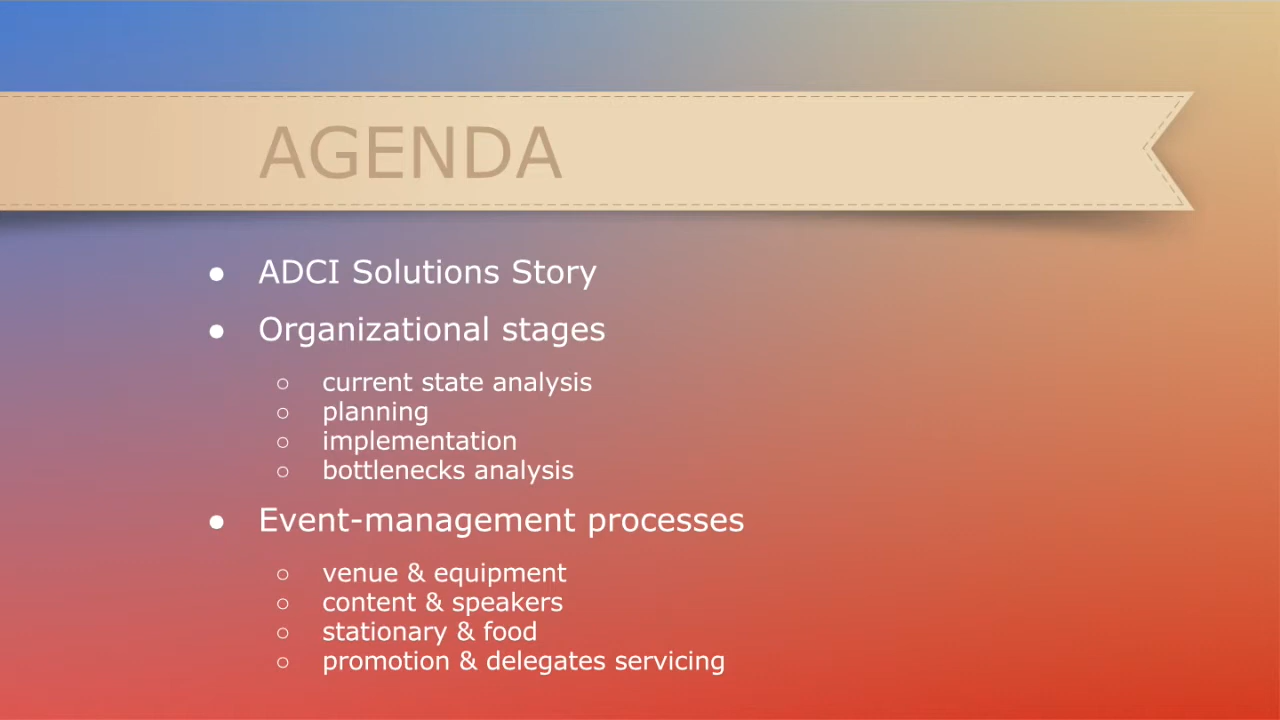 AGENDA
● ADCI Solutions Story
● Organizational stages
○ current state analysis
○ planning
○ implementation
○ bottlenecks analysis
● Event-management processes
○ venue & equipment
○ content & speakers
○ stationary & food
○ promotion & delegates servicing